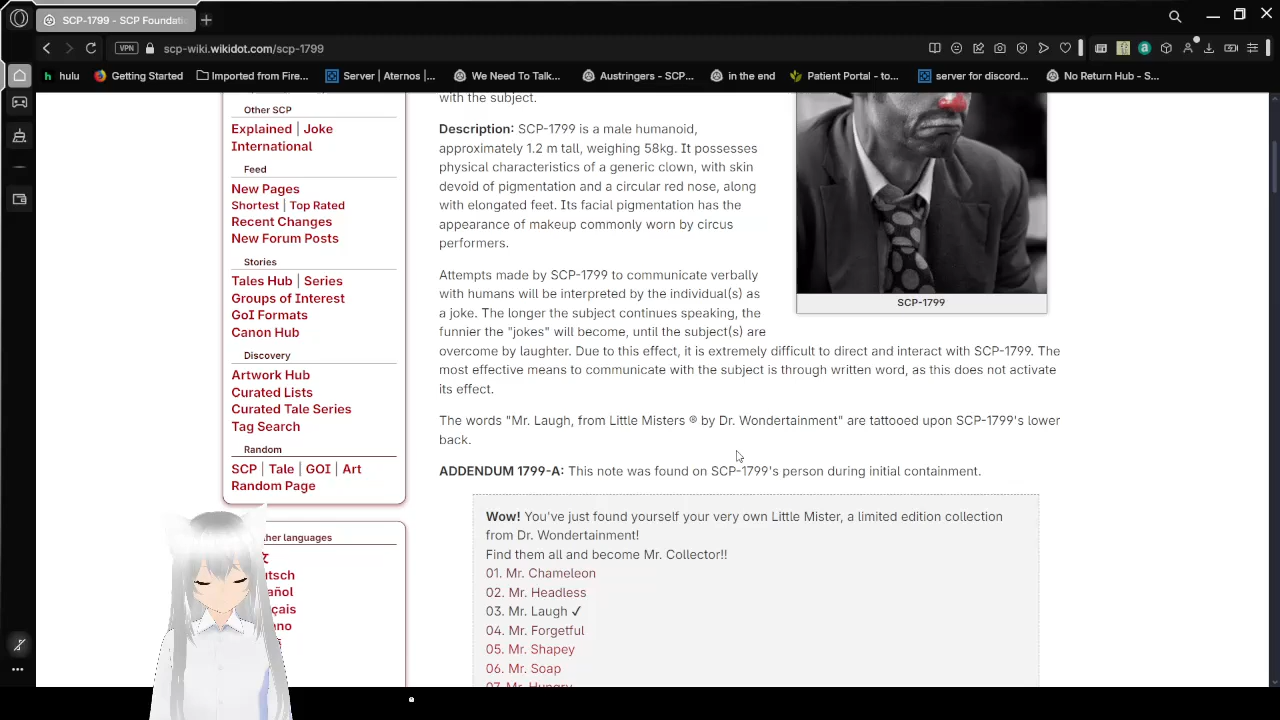 SCP-1799 - SCP Foundati
VPN
scp-wiki.wikidot.com/scp-1799
hulu
Getting Started
Imported from Fire...
Server | Aternos |...
We Need To Talk...
Austringers - SCP...
in the end
Patient Portal - to...
server for discord...
No Return Hub - S...
Other SCP
Explained | Joke
International
Feed
New Pages
Shortest | Top Rated
Recent Changes
New Forum Posts
Stories
Tales Hub | Series
Groups of Interest
GoI Formats
Canon Hub
Discovery
Artwork Hub
Curated Lists
Curated Tale Series
Tag Search
Random
SCP | Tale | GOI | Art
Random Page
ther languages
文
utsch
añol
çais
ano
with the subject.
Description: SCP-1799 is a male humanoid,
approximately 1.2 m tall, weighing 58kg. It possesses
physical characteristics of a generic clown, with skin
devoid of pigmentation and a circular red nose, along
with elongated feet. Its facial pigmentation has the
appearance of makeup commonly worn by circus
performers.
SCP-1799
Attempts made by SCP-1799 to communicate verbally
with humans will be interpreted by the individual(s) as
a joke. The longer the subject continues speaking, the
funnier the "jokes" will become, until the subject(s) are
overcome by laughter. Due to this effect, it is extremely difficult to direct and interact with SCP-1799. The
most effective means to communicate with the subject is through written word, as this does not activate
its effect.
The words "Mr. Laugh, from Little Misters ® by Dr. Wondertainment" are tattooed upon SCP-1799's lower
back.
ADDENDUM 1799-A: This note was found on SCP-1799's person during initial containment.
Wow! You've just found yourself your very own Little Mister, a limited edition collection
from Dr. Wondertainment!
Find them all and become Mr. Collector!!
01. Mr. Chameleon
02. Mr. Headless
03. Mr. Laugh ✓
04. Mr. Forgetful
05. Mr. Shapey
06. Mr. Soap
07. Mr. Hungry